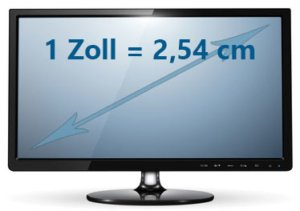 1 Zoll = 2,54 cm